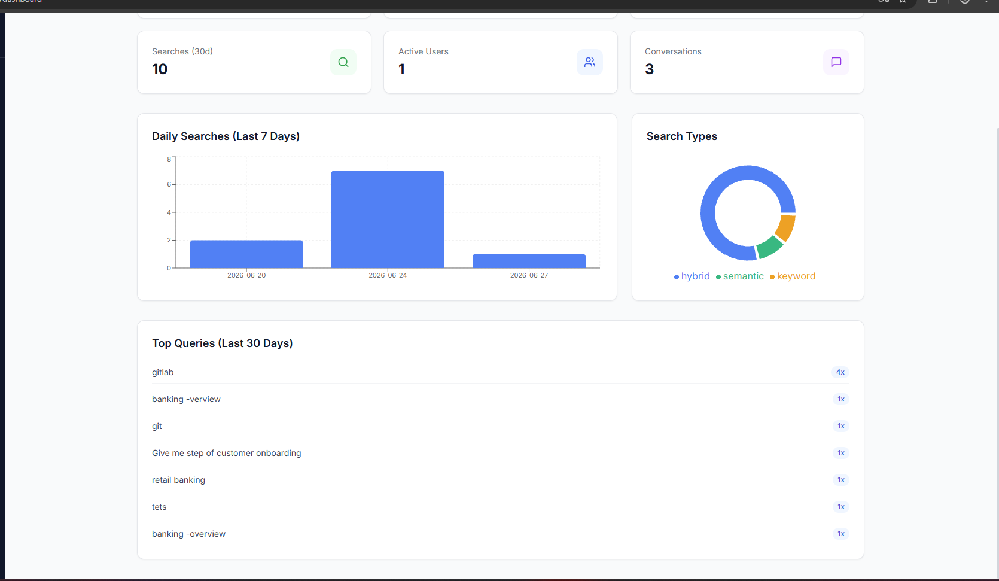 dashboard
Searches (30d)
10
Active Users
1
Conversations
3
Daily Searches (Last 7 Days)
8
6
4
2
0
2026-06-20
2026-06-24
2026-06-27
Search Types
hybrid
semantic
keyword
Top Queries (Last 30 Days)
gitlab
4x
banking -verview
1x
git
1x
Give me step of customer onboarding
1x
retail banking
1x
tets
1x
banking -overview
1x